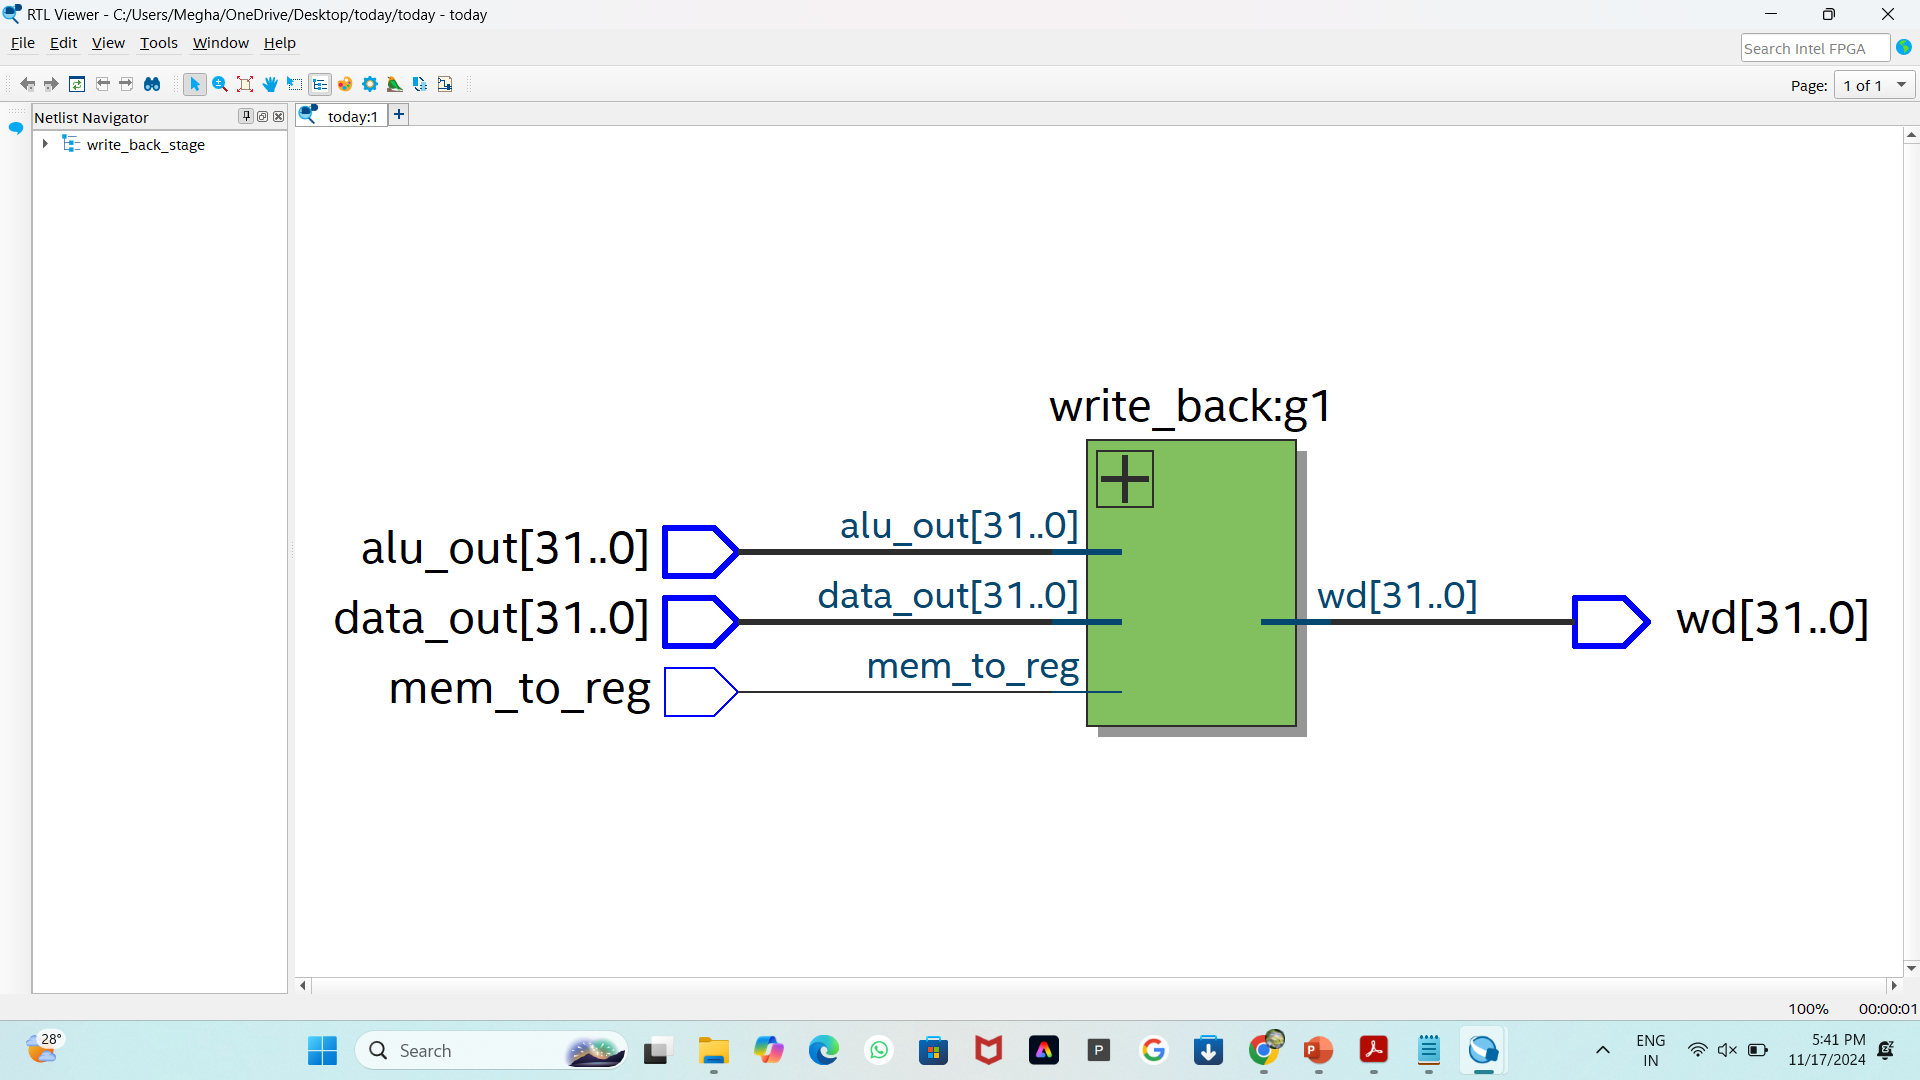 RTL Viewer - C:/Users/Megha/OneDrive/Desktop/today/today - today
File Edit View Tools Window Help
Search Intel FPGA
Page: 1 of 1
Netlist Navigator
today:1
write_back_stage
write_back:g1
alu_out[31..0] alu_out[31..0]
data_out[31..0] data_out[31..0] wd[31..0] wd[31..0]
mem_to_reg mem_to_reg
100% 00:00:01
28°
Search
ENG
IN
5:41 PM
11/17/2024